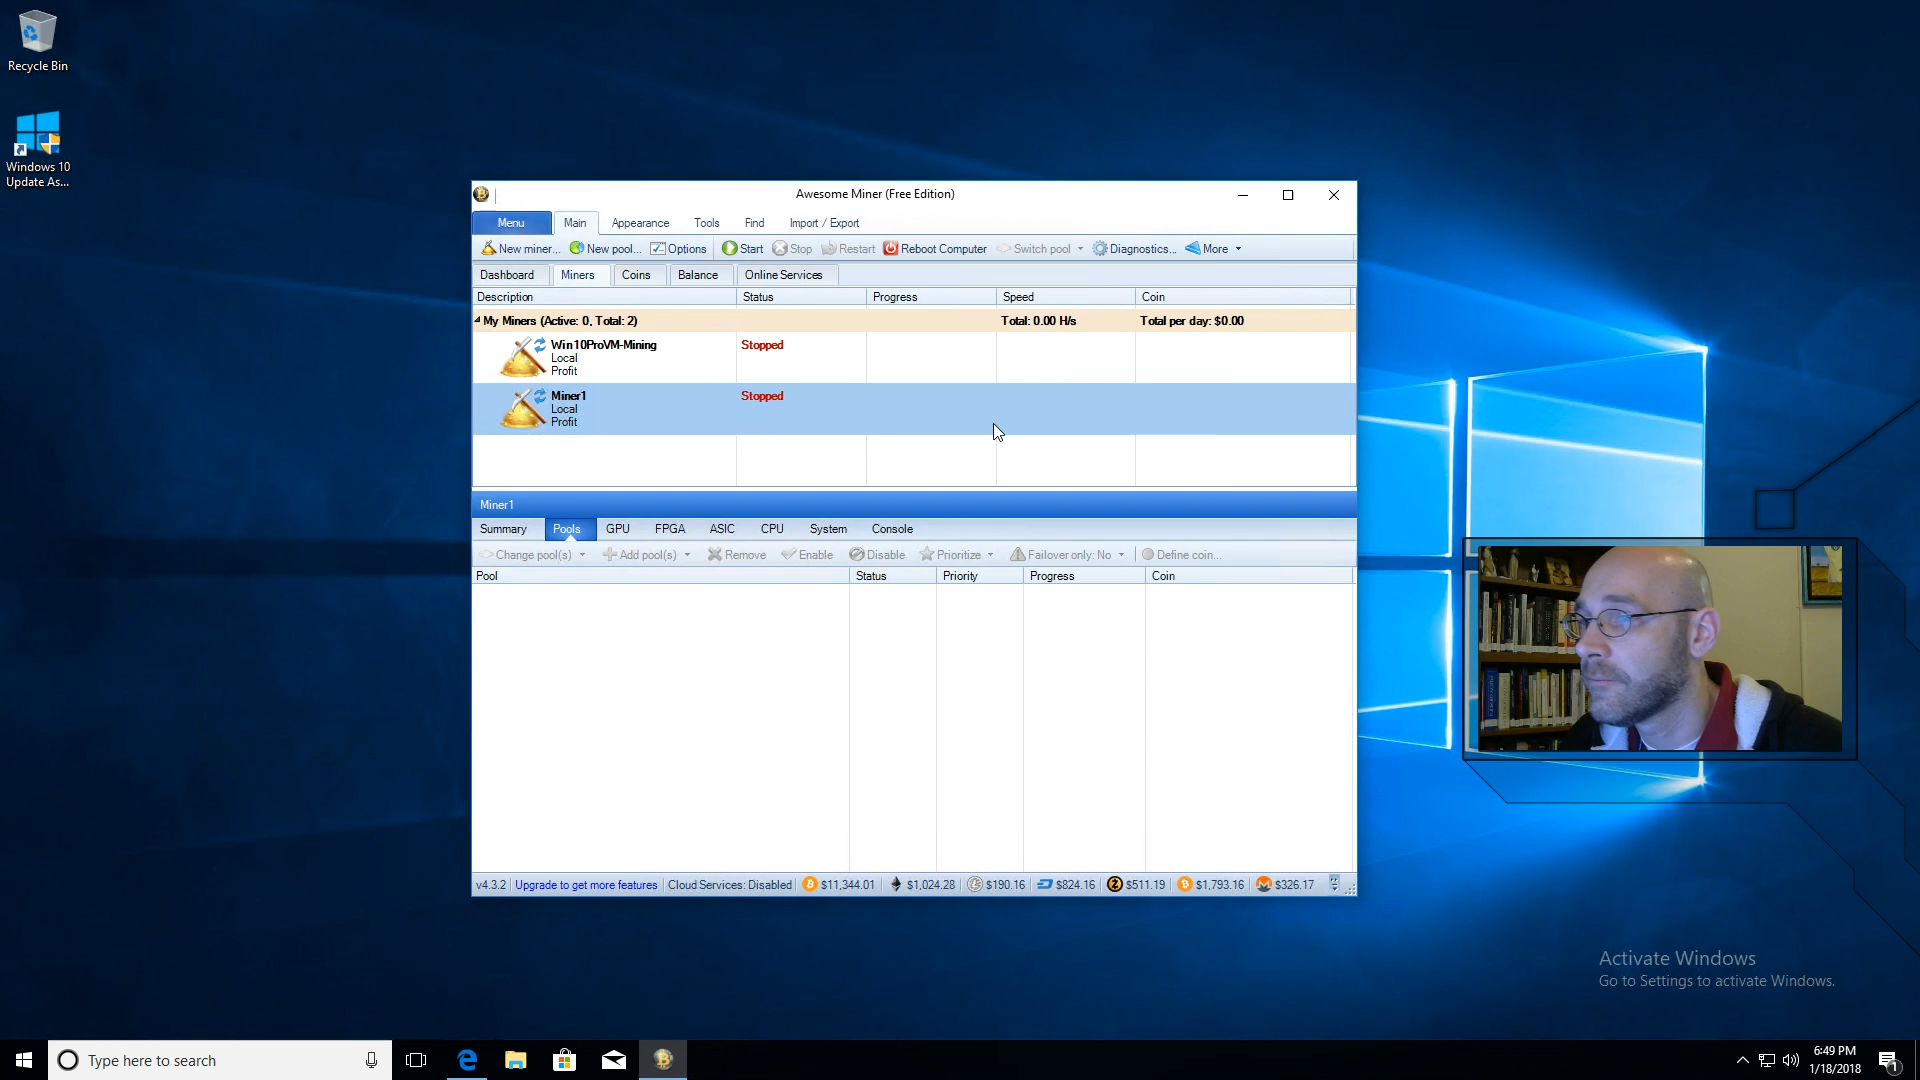 Recycle Bin
Windows 10
Update As...
Awesome Miner (Free Edition)
Menu Main Appearance Tools Find Import / Export
New miner... New pool... Options Start Stop Restart Reboot Computer Switch pool Diagnostics... More
Dashboard Miners Coins Balance Online Services
Description Status Progress Speed Coin
My Miners (Active: 0, Total: 2) Total: 0.00 H/s Total per day: $0.00
Win10ProVM-Mining Stopped
Local
Profit
Miner1 Stopped
Local
Profit
Miner1
Summary Pools GPU FPGA ASIC CPU System Console
Change pool(s) Add pool(s) Remove Enable Disable Prioritize Failover only: No Define coin...
Pool Status Priority Progress Coin
v4.3.2 Upgrade to get more features Cloud Services: Disabled $11,344.01 $1,024.28 $190.16 $824.16 $511.19 $1,793.16 $326.17
Activate Windows
Go to Settings to activate Windows.
Type here to search
6:49 PM
1/18/2018
1